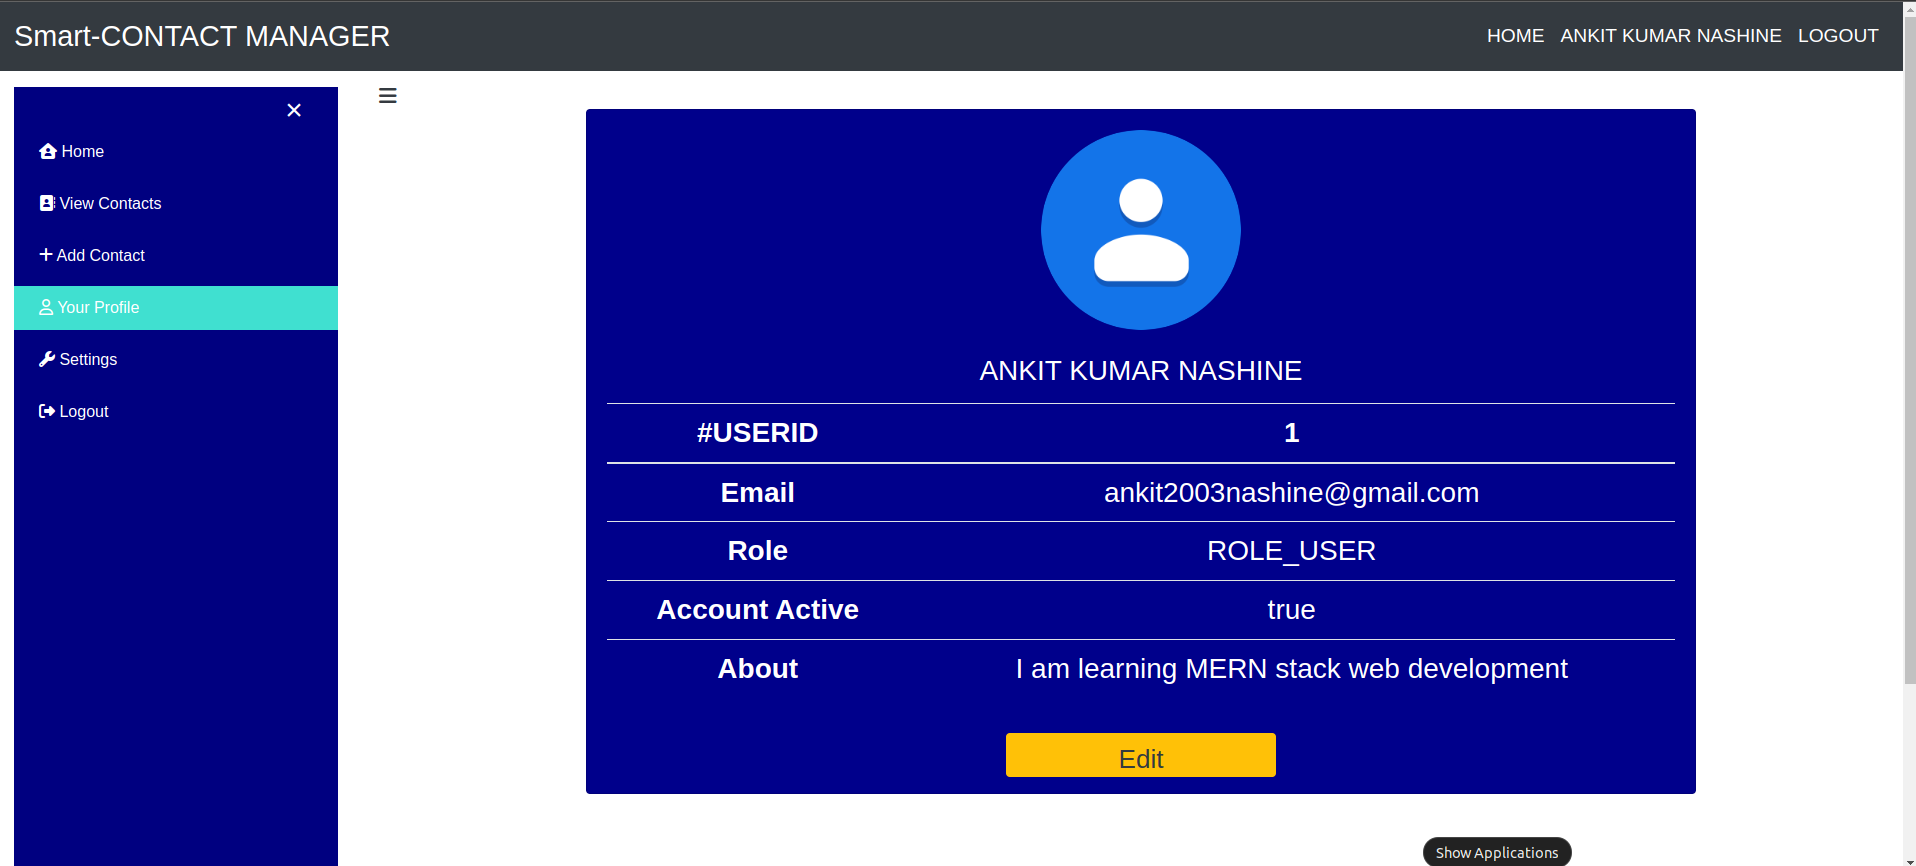 Smart-CONTACT MANAGER
HOME ANKIT KUMAR NASHINE LOGOUT
Home
View Contacts
Add Contact
Your Profile
Settings
Logout
ANKIT KUMAR NASHINE
#USERID 1
Email ankit2003nashine@gmail.com
Role ROLE_USER
Account Active true
About I am learning MERN stack web development
Edit
Show Applications